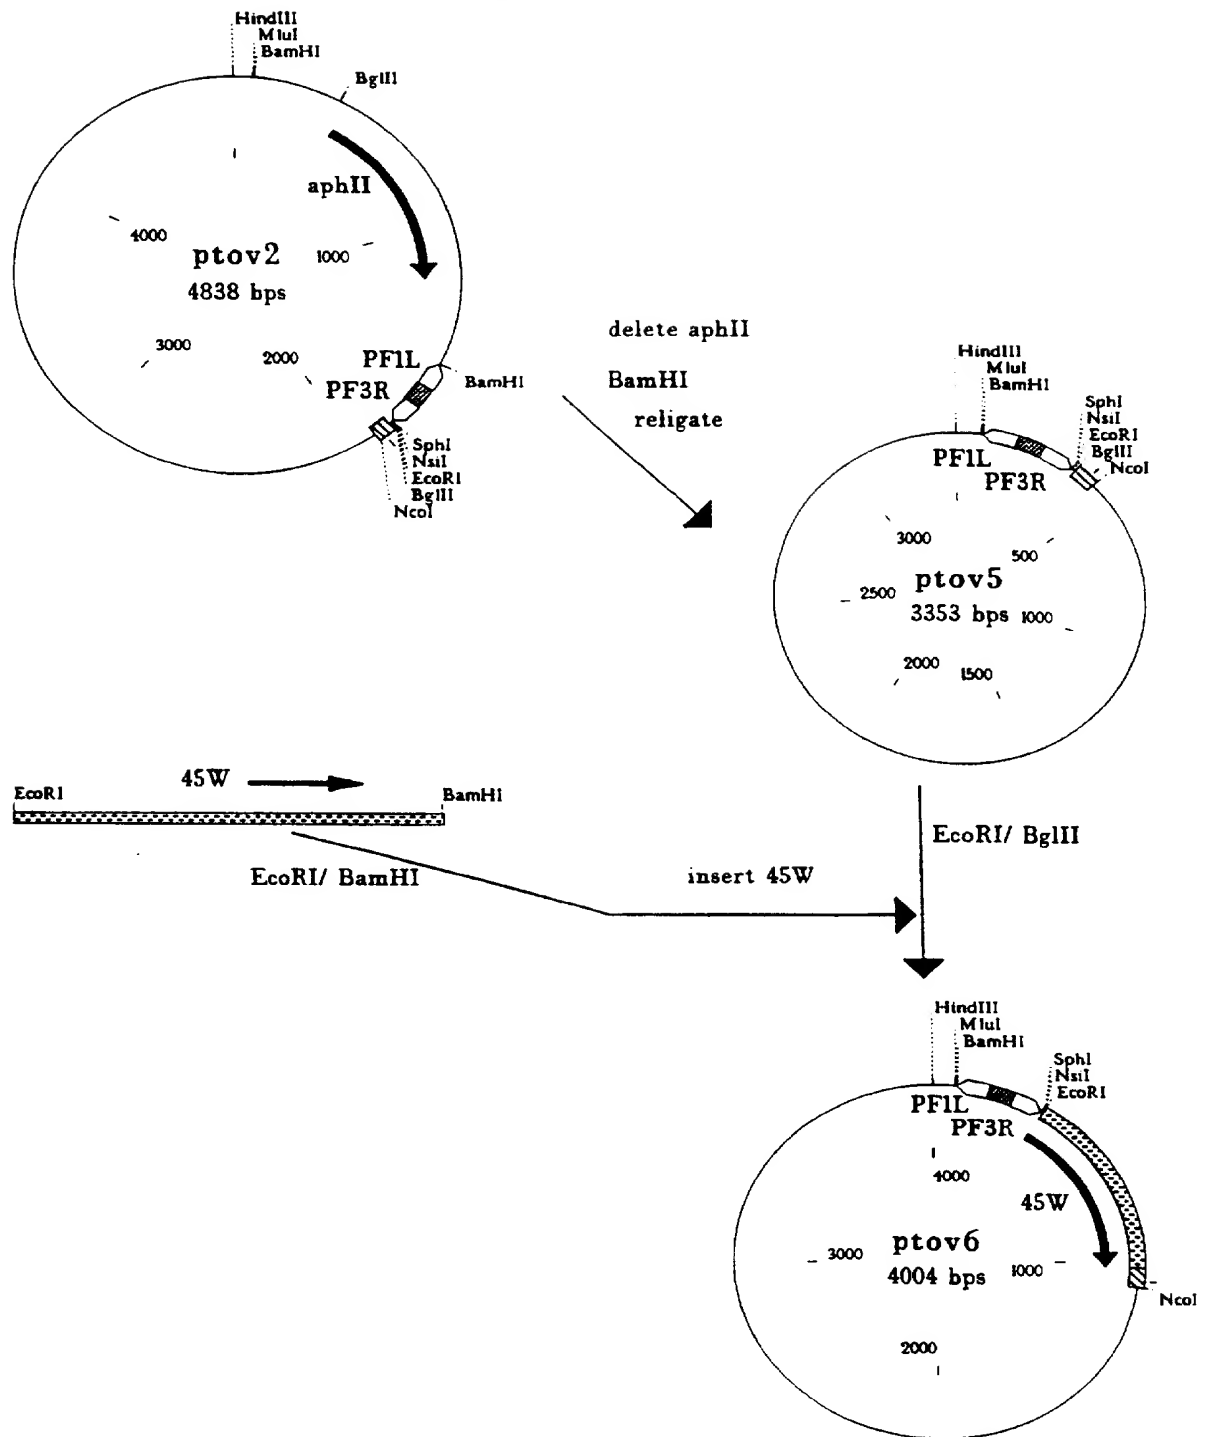 HindIII
MluI
BamHI
BglII
aphII
4000
ptov2
1000
4838 bps
3000
2000
PF1L
PF3R
BamHI
SphI
NsiI
EcoRI
BglII
NcoI
delete aphII
BamHI
religate
HindIII
MluI
BamHI
SphI
NsiI
EcoRI
BglII
NcoI
PF1L
PF3R
3000
500
ptov5
2500
3353 bps
1000
2000
1500
45W
EcoRI
BamHI
EcoRI/ BamHI
insert 45W
EcoRI/ BglII
HindIII
MluI
BamHI
SphI
NsiI
EcoRI
PF1L
PF3R
4000
45W
ptov6
3000
4004 bps
1000
NcoI
2000